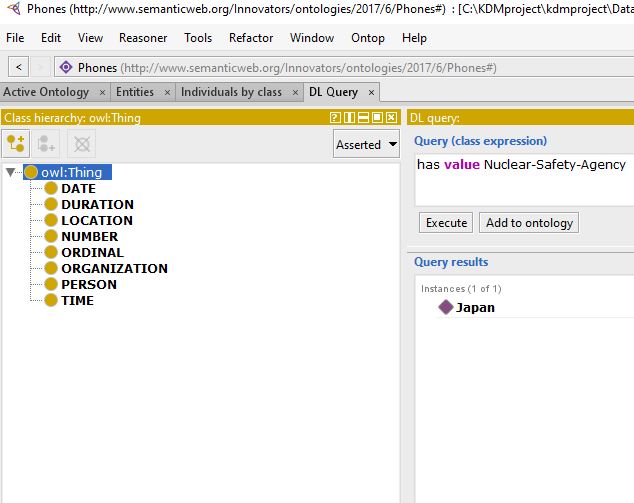 Phones (http://www.semanticweb.org/Innovators/ontologies/2017/6/Phones#) : [C:\KDMproject\kdmproject\Data
File Edit View Reasoner Tools Refactor Window Ontop Help
< > Phones (http://www.semanticweb.org/Innovators/ontologies/2017/6/Phones#)
Active Ontology × Entities × Individuals by class × DL Query ×
Class hierarchy: owl:Thing
Asserted
owl:Thing
DATE
DURATION
LOCATION
NUMBER
ORDINAL
ORGANIZATION
PERSON
TIME
DL query:
Query (class expression)
has value Nuclear-Safety-Agency
Execute Add to ontology
Query results
Instances (1 of 1)
Japan